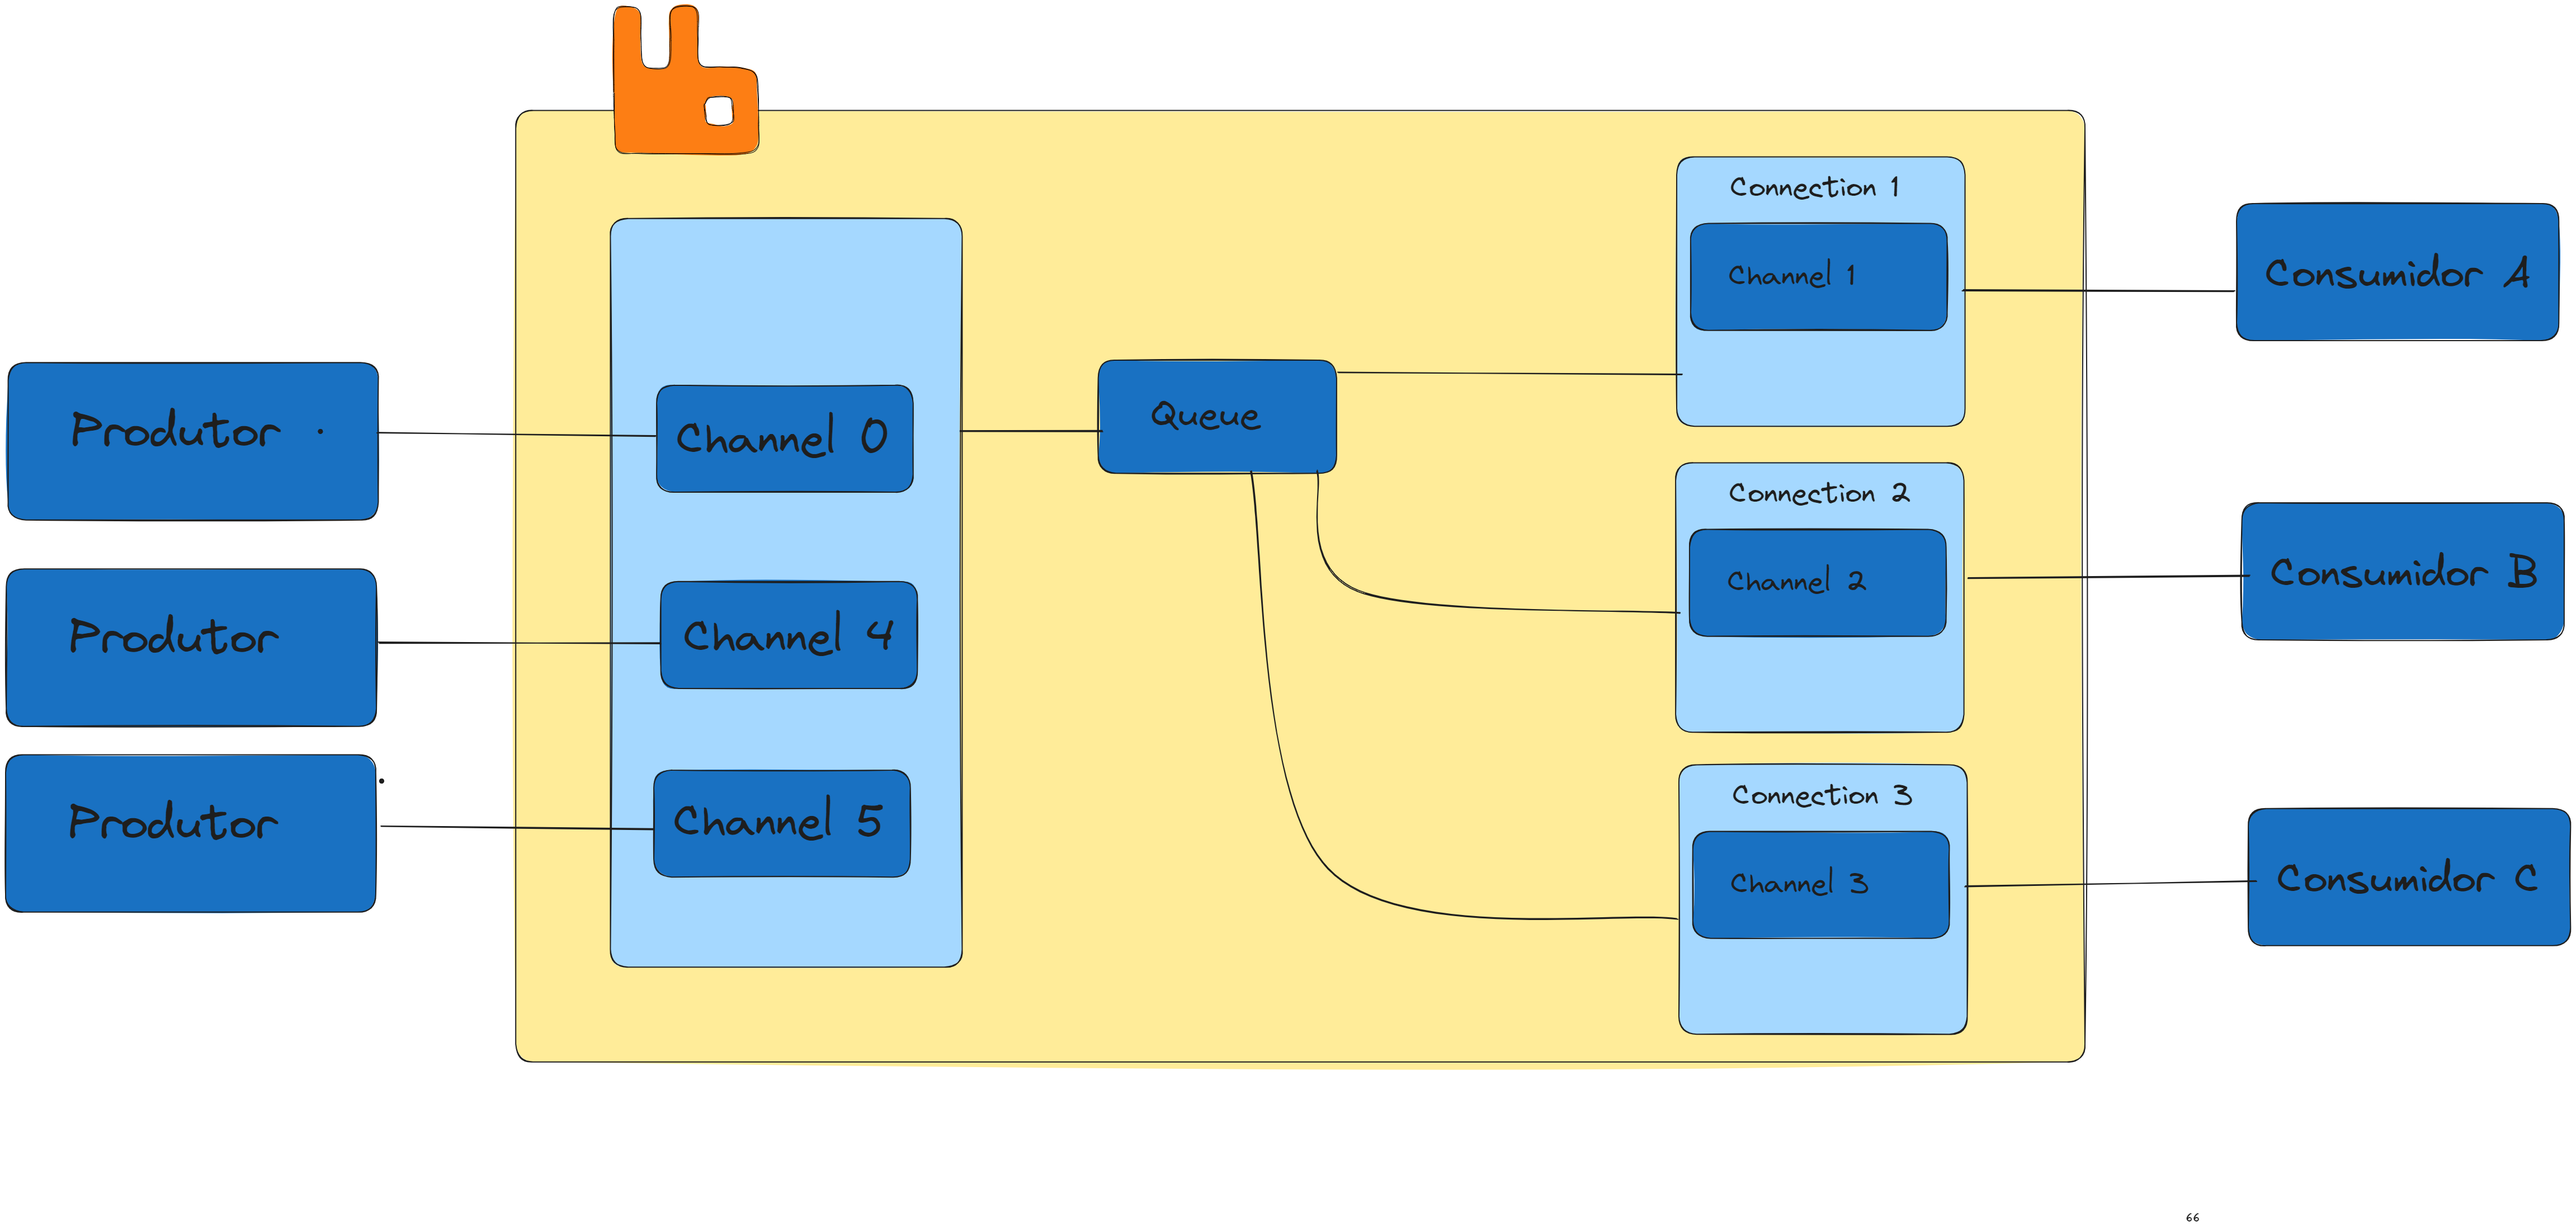 Connection 1
Channel 1
Consumidor A
Produtor
Channel 0
Queue
Connection 2
Channel 2
Consumidor B
Produtor
Channel 4
Connection 3
Produtor
Channel 5
Channel 3
Consumidor C
66